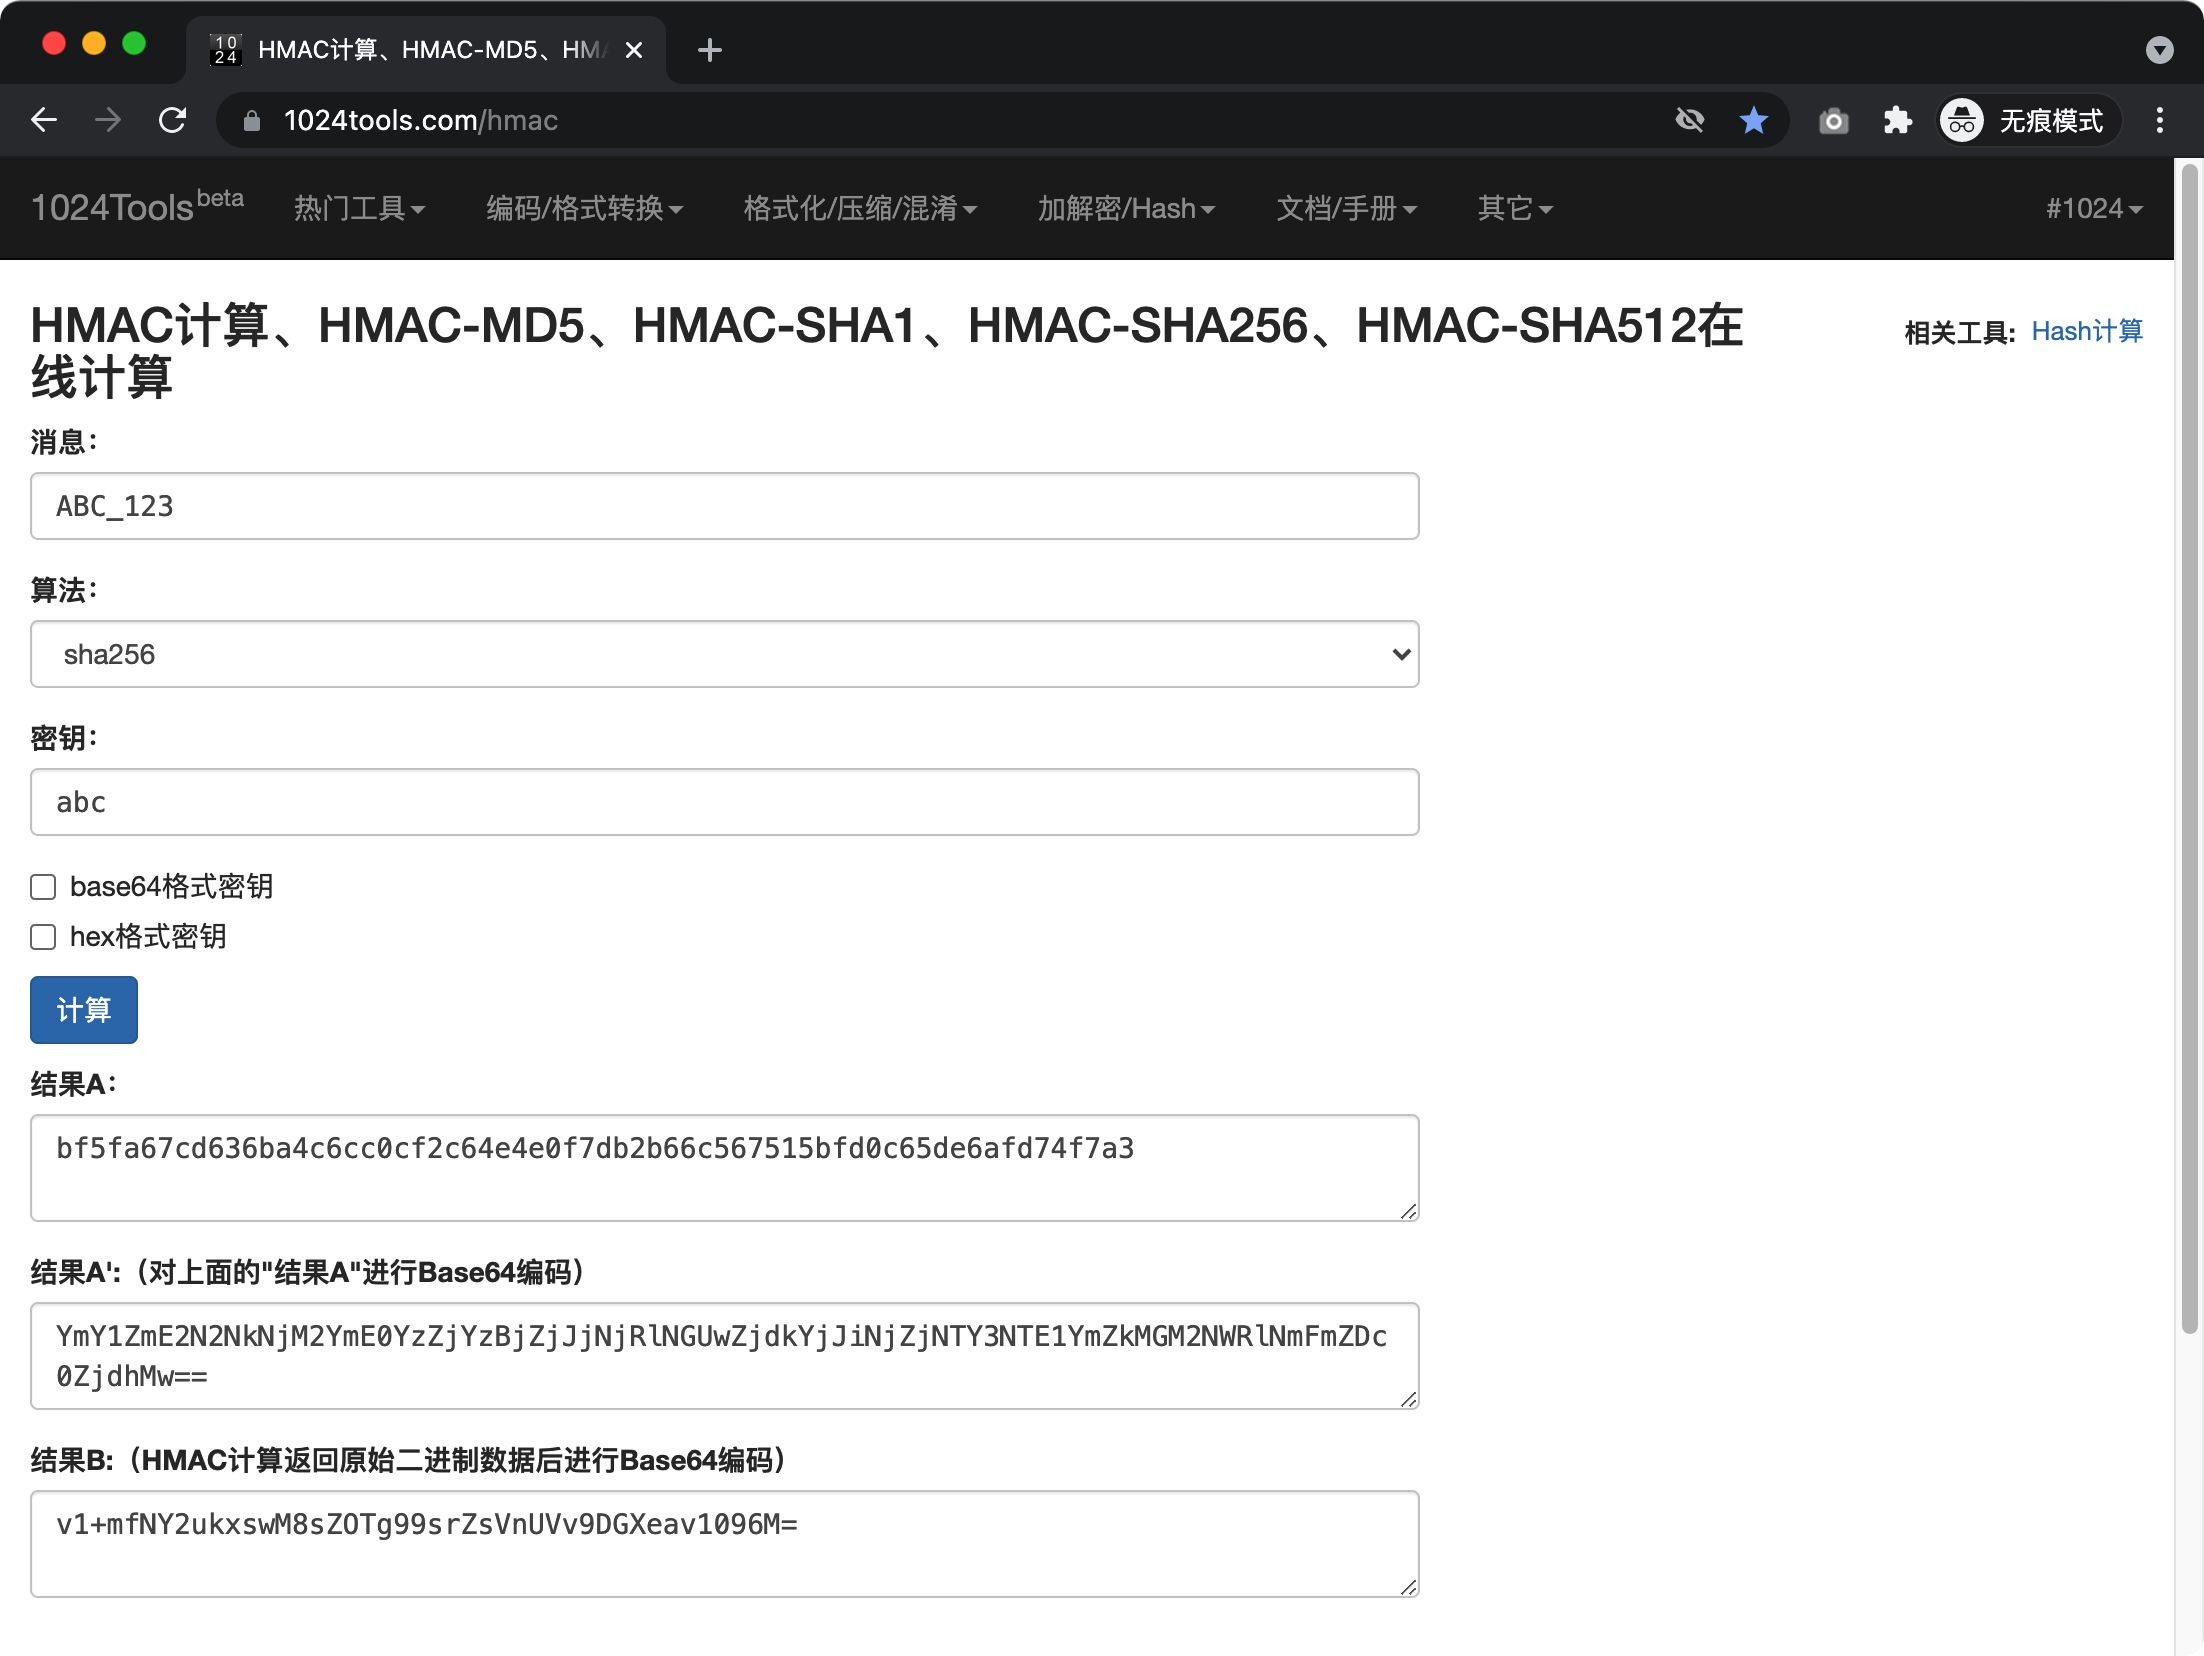 10
24
HMAC计算、HMAC-MD5、HM
1024tools.com/hmac
无痕模式
1024Tools beta 热门工具 编码/格式转换 格式化/压缩/混淆 加解密/Hash 文档/手册 其它 #1024
HMAC计算、HMAC-MD5、HMAC-SHA1、HMAC-SHA256、HMAC-SHA512在
线计算
相关工具: Hash计算
消息:
ABC_123
算法:
sha256
密钥:
abc
base64格式密钥
hex格式密钥
计算
结果A:
bf5fa67cd636ba4c6cc0cf2c64e4e0f7db2b66c567515bfd0c65de6afd74f7a3
结果A':（对上面的"结果A"进行Base64编码）
YmY1ZmE2N2NkNjM2YmE0YzZjYzBjZjJjNjRlNGUwZjdkYjJiNjZjNTY3NTE1YmZkMGM2NWRlNmFmZDc
0ZjdhMw==
结果B:（HMAC计算返回原始二进制数据后进行Base64编码）
v1+mfNY2ukxswM8sZOTg99srZsVnUVv9DGXeav1096M=